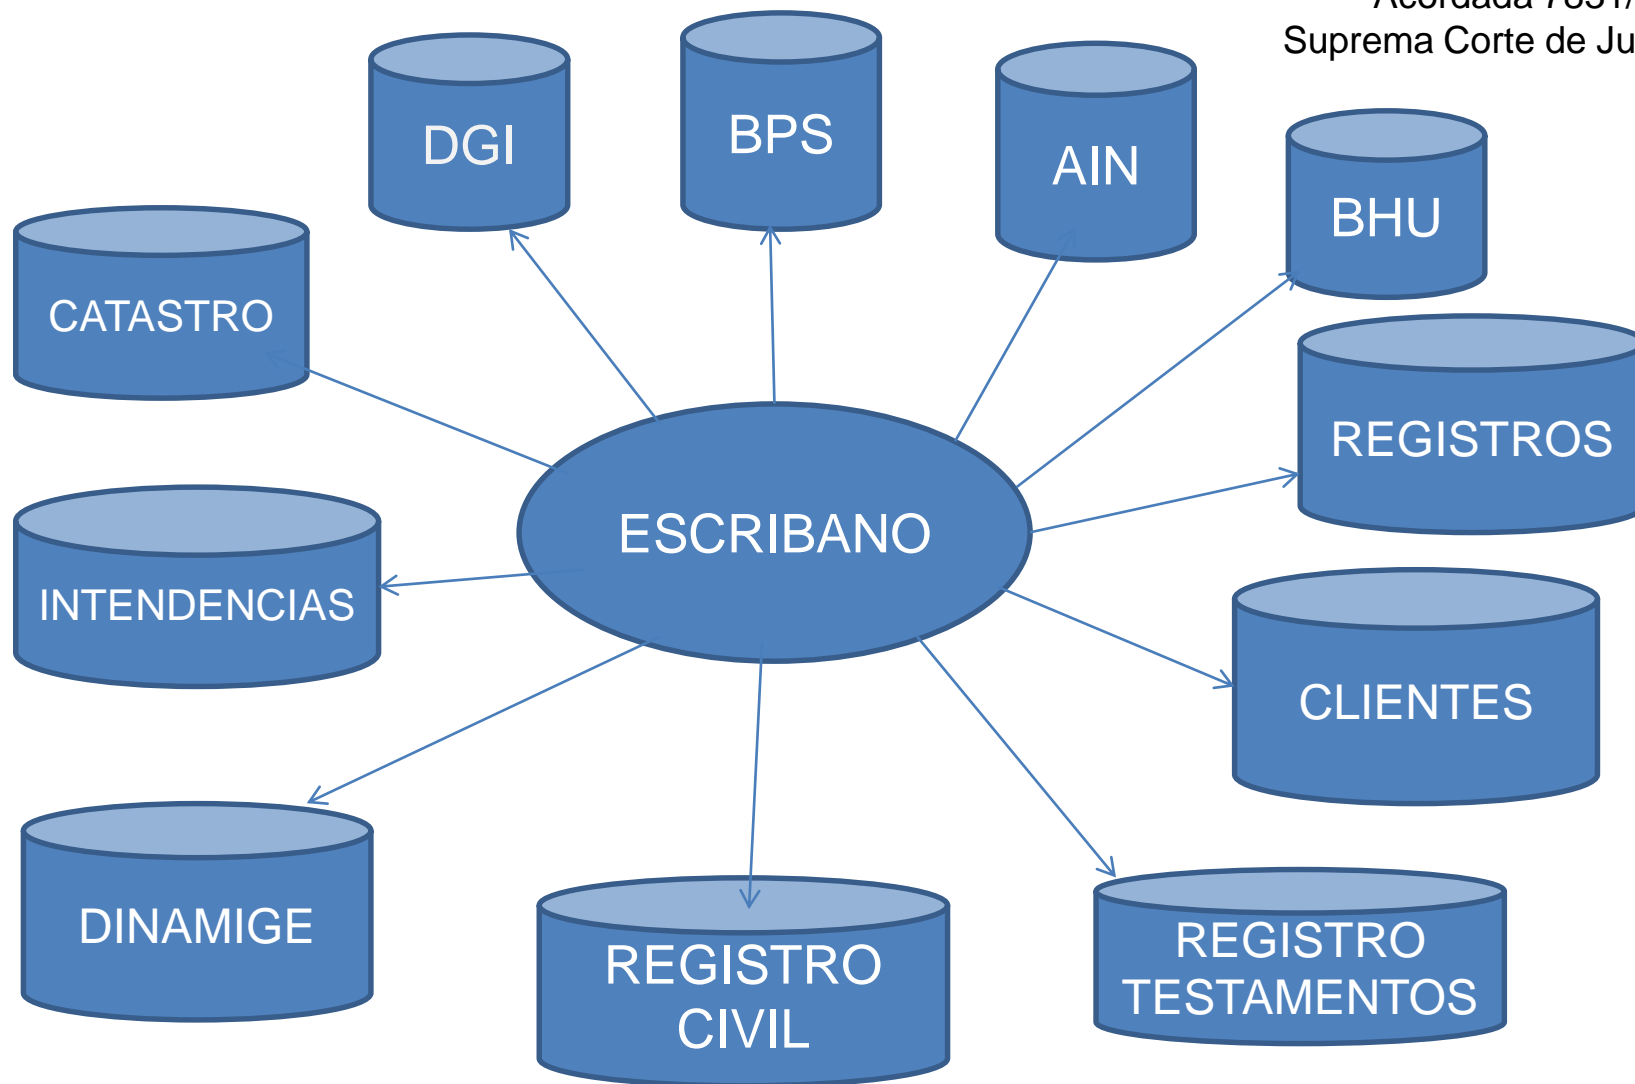 Suprema Corte de Ju
DGI
BPS
AIN
BHU
CATASTRO
REGISTROS
ESCRIBANO
INTENDENCIAS
CLIENTES
DINAMIGE
REGISTRO
CIVIL
REGISTRO
TESTAMENTOS